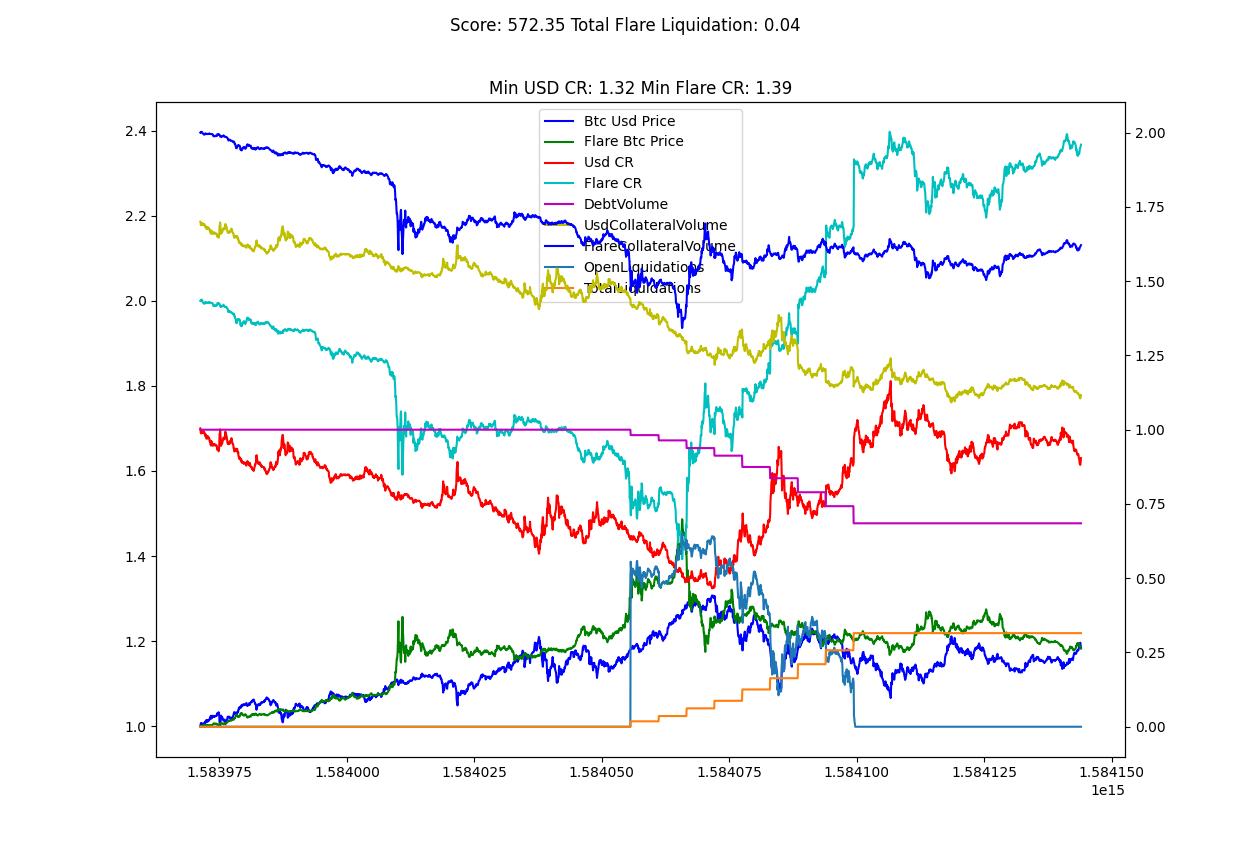 Score: 572.35 Total Flare Liquidation: 0.04
Min USD CR: 1.32 Min Flare CR: 1.39
Btc Usd Price
Flare Btc Price
Usd CR
Flare CR
DebtVolume
UsdCollateralVolume
FlareCollateralVolume
OpenLiquidations
TotalLiquidations
2.4
2.2
2.0
1.8
1.6
1.4
1.2
1.0
2.00
1.75
1.50
1.25
1.00
0.75
0.50
0.25
0.00
1.583975 1.584000 1.584025 1.584050 1.584075 1.584100 1.584125 1.584150
1e15